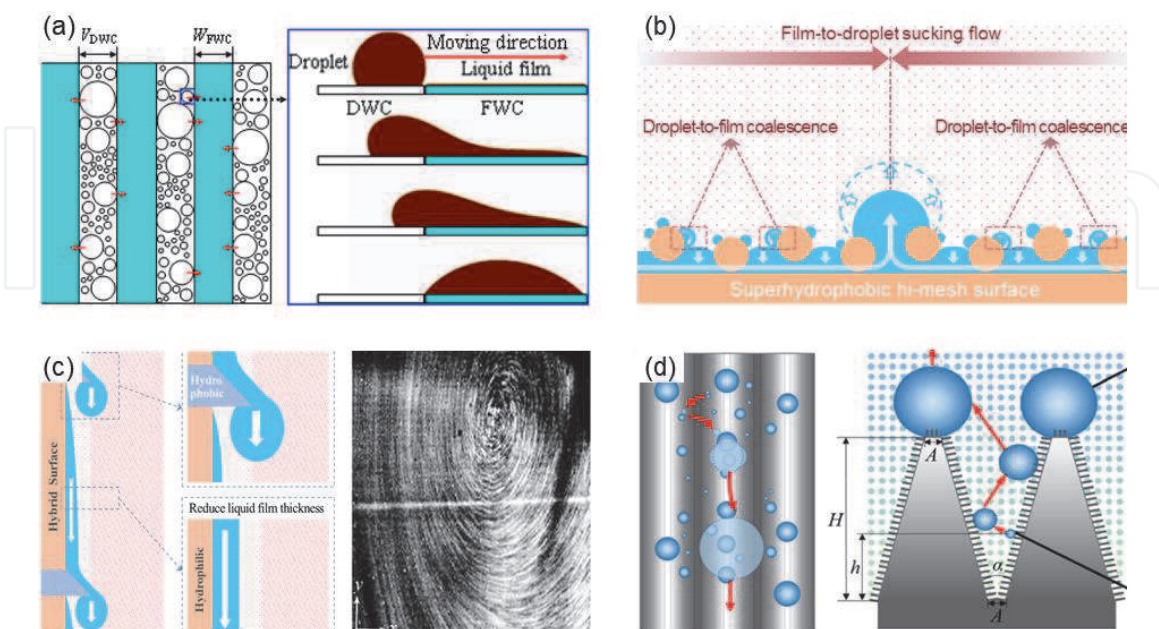 (a)
V_DWC
W_FWC
Droplet
Moving direction
Liquid film
DWC
FWC
(b)
Film-to-droplet sucking flow
Droplet-to-film coalescence
Droplet-to-film coalescence
Superhydrophobic hi-mesh surface
(c)
Hybrid Surface
Hydro
phobic
Reduce liquid film thickness
Hydrophilic
y
x
(d)
A
H
h
α
A